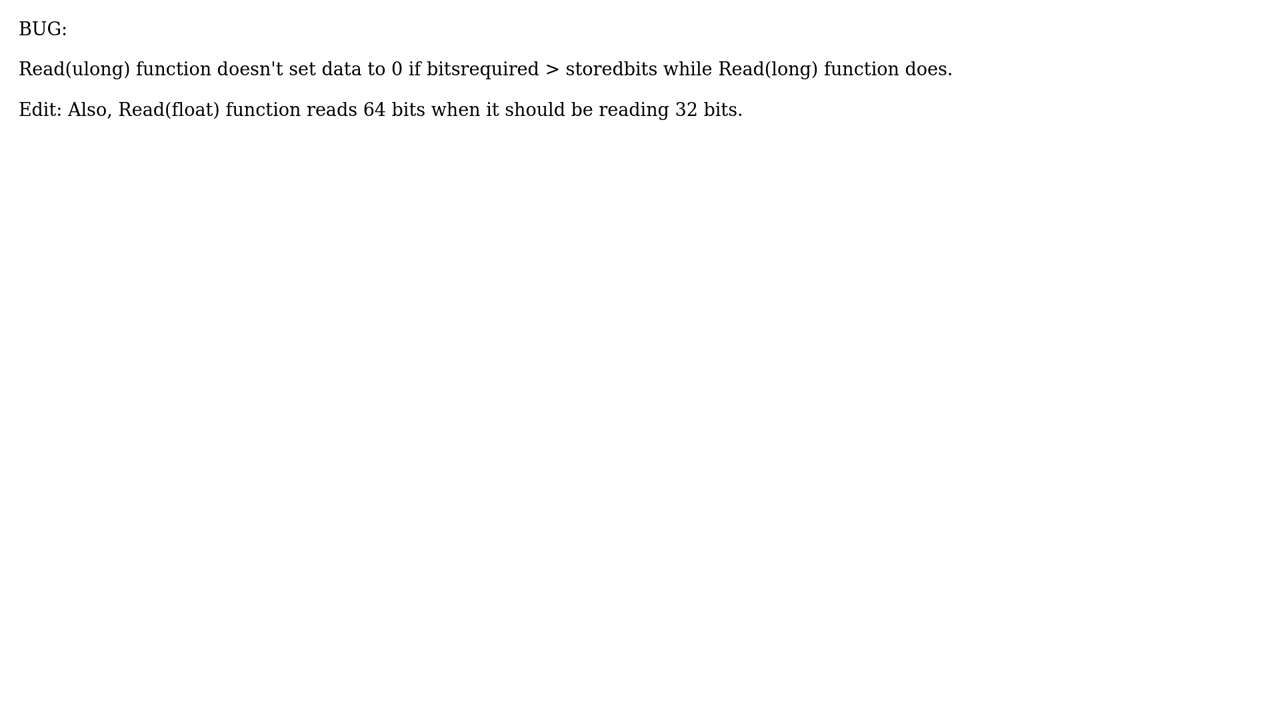 BUG:
Read(ulong) function doesn't set data to 0 if bitsrequired > storedbits while Read(long) function does.
Edit: Also, Read(float) function reads 64 bits when it should be reading 32 bits.